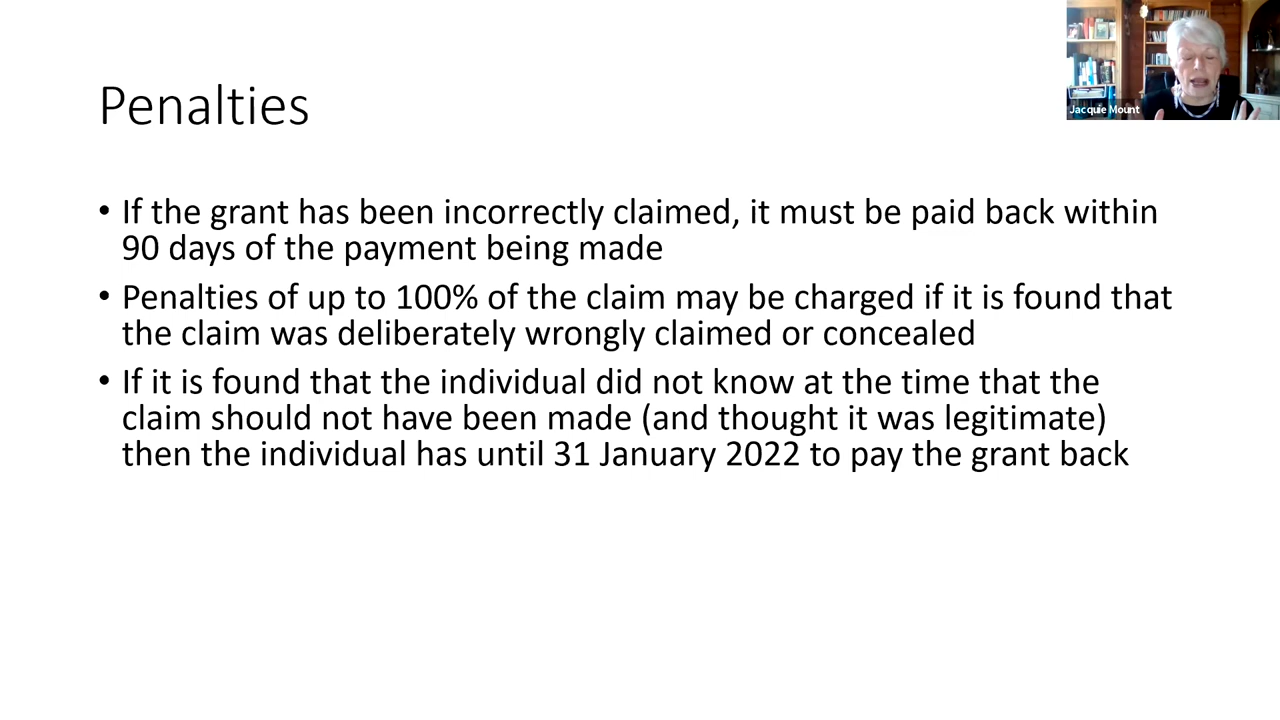 Penalties
Jacquie Mount
• If the grant has been incorrectly claimed, it must be paid back within
90 days of the payment being made
• Penalties of up to 100% of the claim may be charged if it is found that
the claim was deliberately wrongly claimed or concealed
• If it is found that the individual did not know at the time that the
claim should not have been made (and thought it was legitimate)
then the individual has until 31 January 2022 to pay the grant back